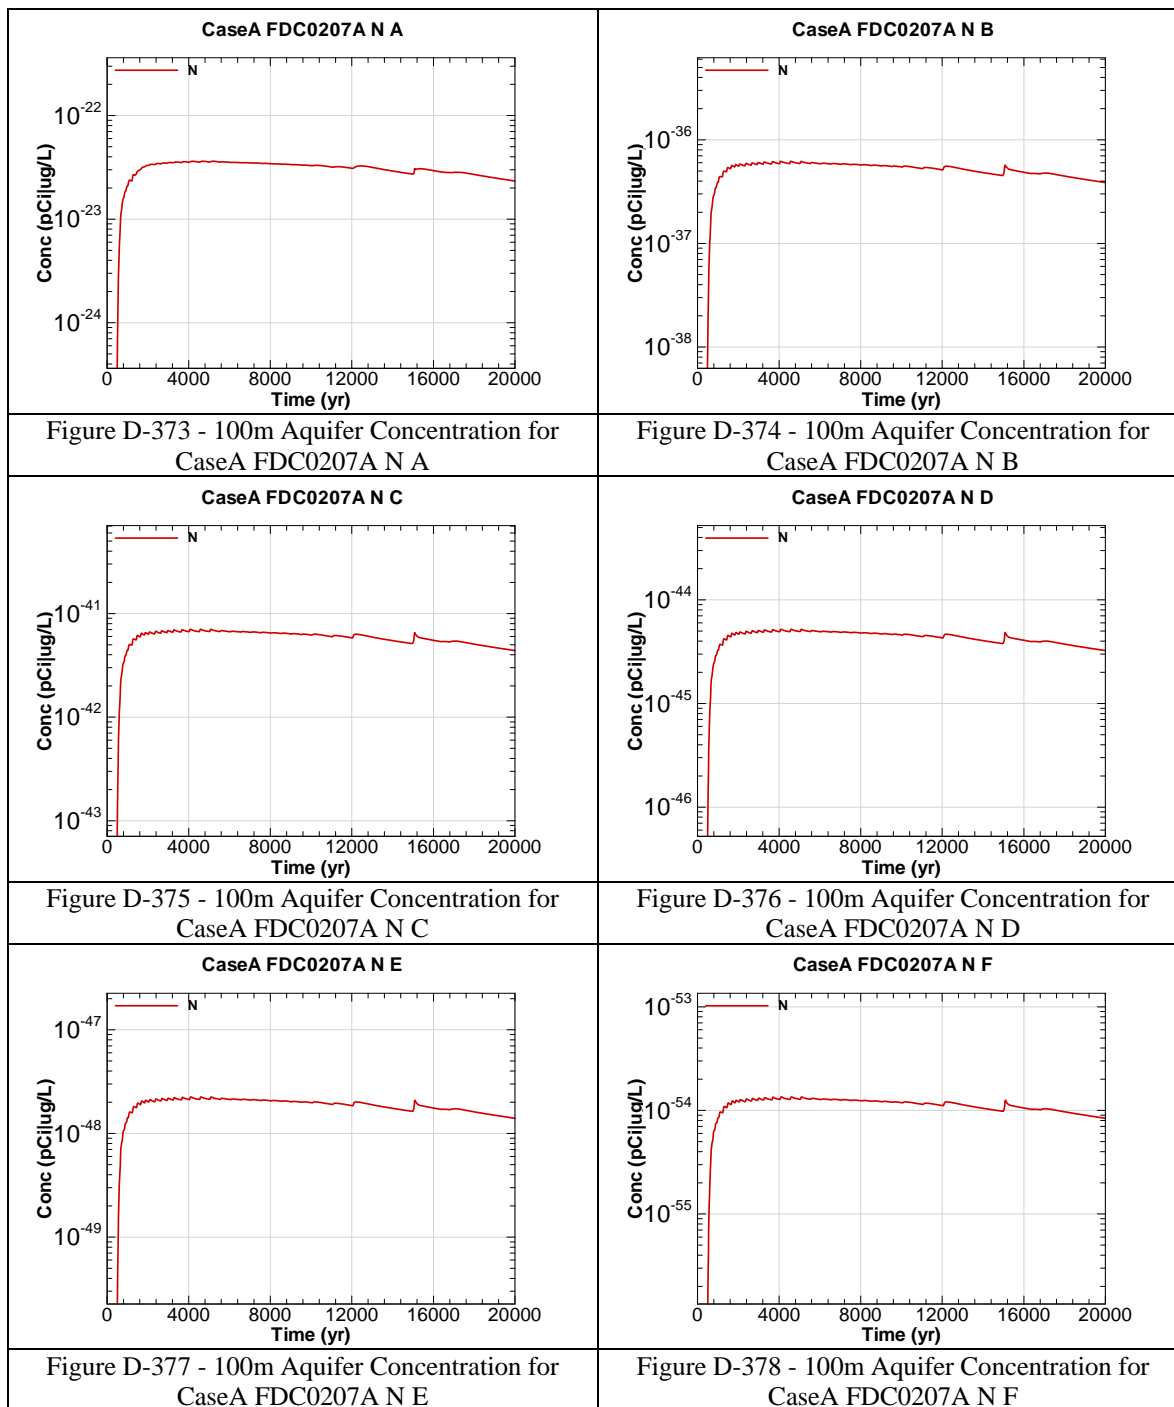 CaseA FDC0207A N A
N
10-22
10-23
10-24
Conc (pCi|ug/L)
0 4000 8000 12000 16000 20000
Time (yr)
Figure D-373 - 100m Aquifer Concentration for
CaseA FDC0207A N A
CaseA FDC0207A N B
N
10-36
10-37
10-38
Conc (pCi|ug/L)
0 4000 8000 12000 16000 20000
Time (yr)
Figure D-374 - 100m Aquifer Concentration for
CaseA FDC0207A N B
CaseA FDC0207A N C
N
10-41
10-42
10-43
Conc (pCi|ug/L)
0 4000 8000 12000 16000 20000
Time (yr)
Figure D-375 - 100m Aquifer Concentration for
CaseA FDC0207A N C
CaseA FDC0207A N D
N
10-44
10-45
10-46
Conc (pCi|ug/L)
0 4000 8000 12000 16000 20000
Time (yr)
Figure D-376 - 100m Aquifer Concentration for
CaseA FDC0207A N D
CaseA FDC0207A N E
N
10-47
10-48
10-49
Conc (pCi|ug/L)
0 4000 8000 12000 16000 20000
Time (yr)
Figure D-377 - 100m Aquifer Concentration for
CaseA FDC0207A N E
CaseA FDC0207A N F
N
10-53
10-54
10-55
Conc (pCi|ug/L)
0 4000 8000 12000 16000 20000
Time (yr)
Figure D-378 - 100m Aquifer Concentration for
CaseA FDC0207A N F